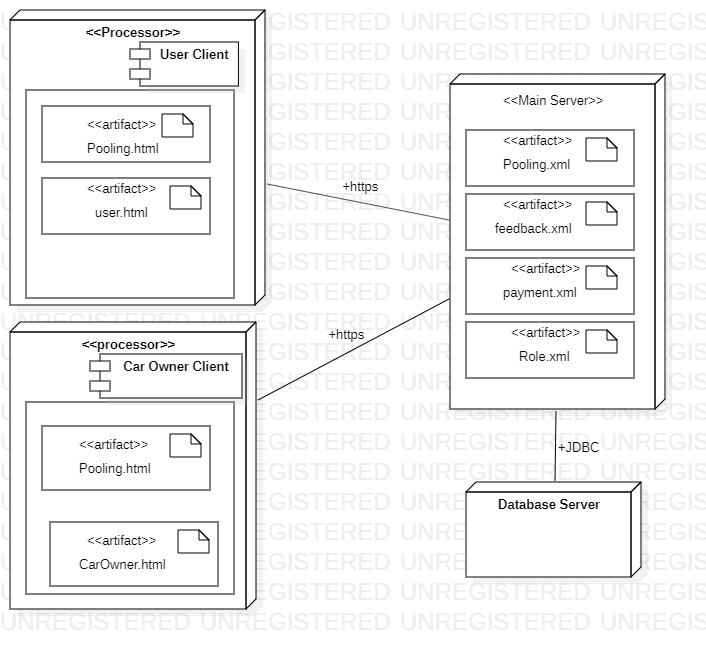 <<Processor>>
User Client
<<artifact>>
Pooling.html
<<artifact>>
user.html
<<processor>>
Car Owner Client
<<artifact>>
Pooling.html
<<artifact>>
CarOwner.html
+https
+https
<<Main Server>>
<<artifact>>
Pooling.xml
<<artifact>>
feedback.xml
<<artifact>>
payment.xml
<<artifact>>
Role.xml
+JDBC
Database Server
UNREGISTERED UNREGISTERED UNREGISTERED UNREGISTERED